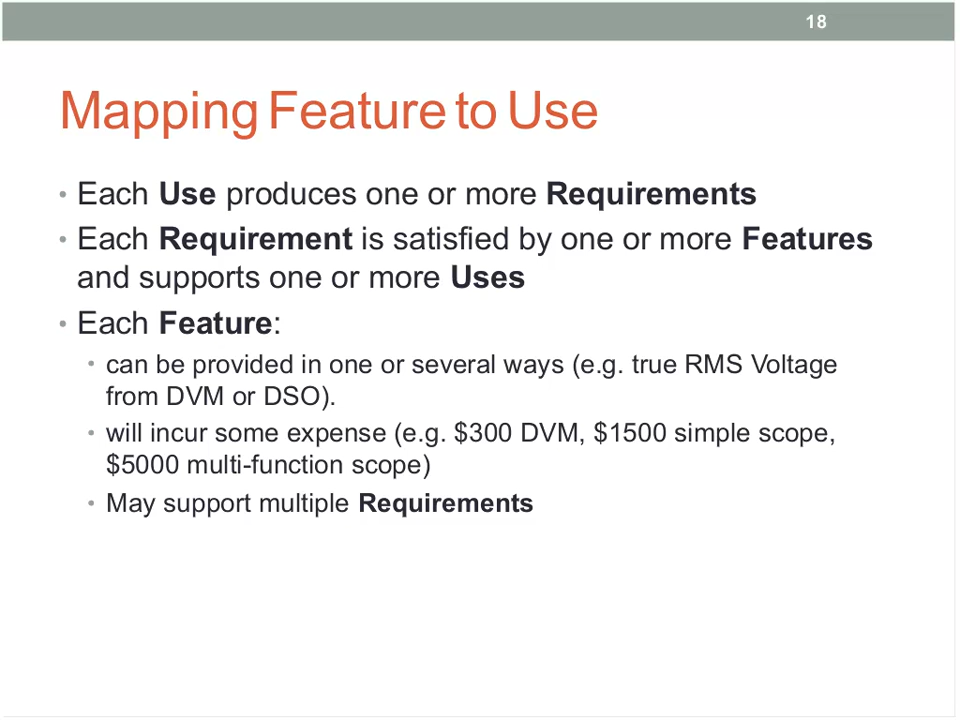 18
Mapping Feature to Use
• Each Use produces one or more Requirements
• Each Requirement is satisfied by one or more Features
and supports one or more Uses
• Each Feature:
• can be provided in one or several ways (e.g. true RMS Voltage
from DVM or DSO).
• will incur some expense (e.g. $300 DVM, $1500 simple scope,
$5000 multi-function scope)
• May support multiple Requirements